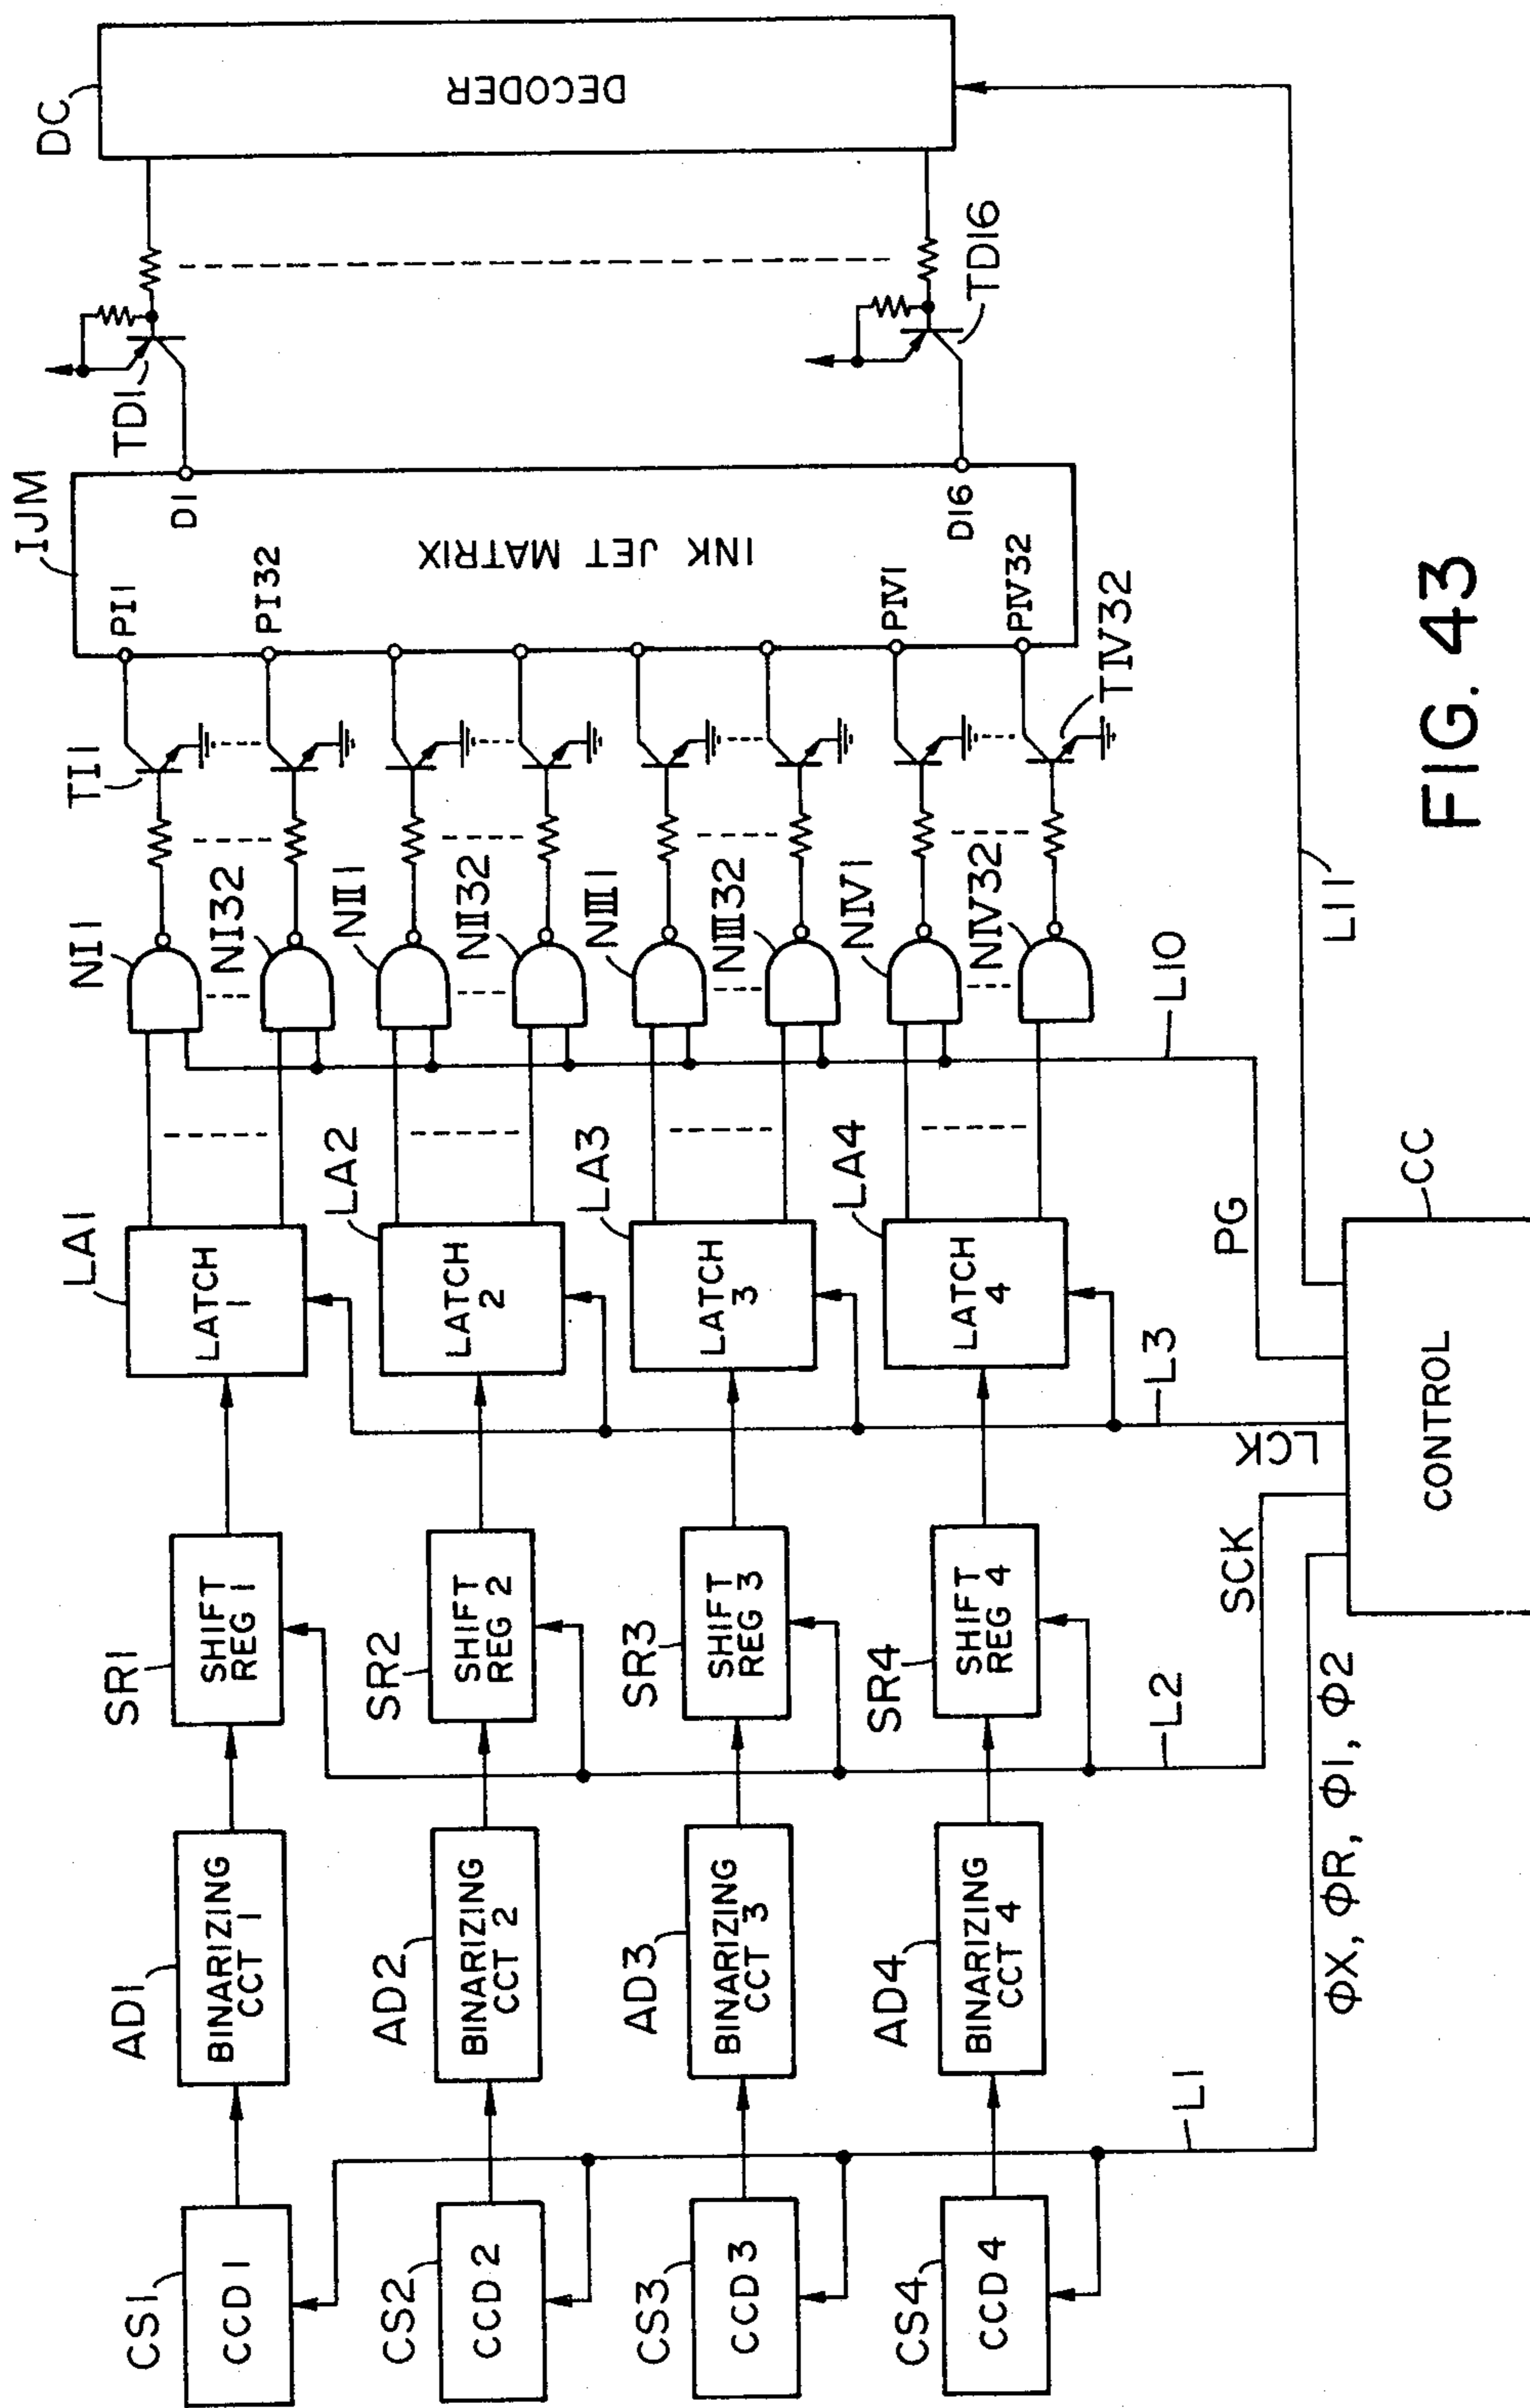 CS1
CCD 1
AD1
BINARIZING
CCT 1
SR1
SHIFT
REG 1
LA1
LATCH
1
NI1
NI32
TI1
PI1
PI32
IJM
INK JET MATRIX
D1
TD1
DC
DECODER
CS2
CCD 2
AD2
BINARIZING
CCT 2
SR2
SHIFT
REG 2
LA2
LATCH
2
NII1
NII32
CS3
CCD 3
AD3
BINARIZING
CCT 3
SR3
SHIFT
REG 3
LA3
LATCH
3
NIII1
NIII32
CS4
CCD 4
AD4
BINARIZING
CCT 4
SR4
SHIFT
REG 4
LA4
LATCH
4
NIV1
NIV32
PIV1
PIV32
TIV32
D16
TD16
L1
L2
L3
L10
L11
ΦX, ΦR, Φ1, Φ2
SCK
LCK
PG
CC
CONTROL
FIG. 43